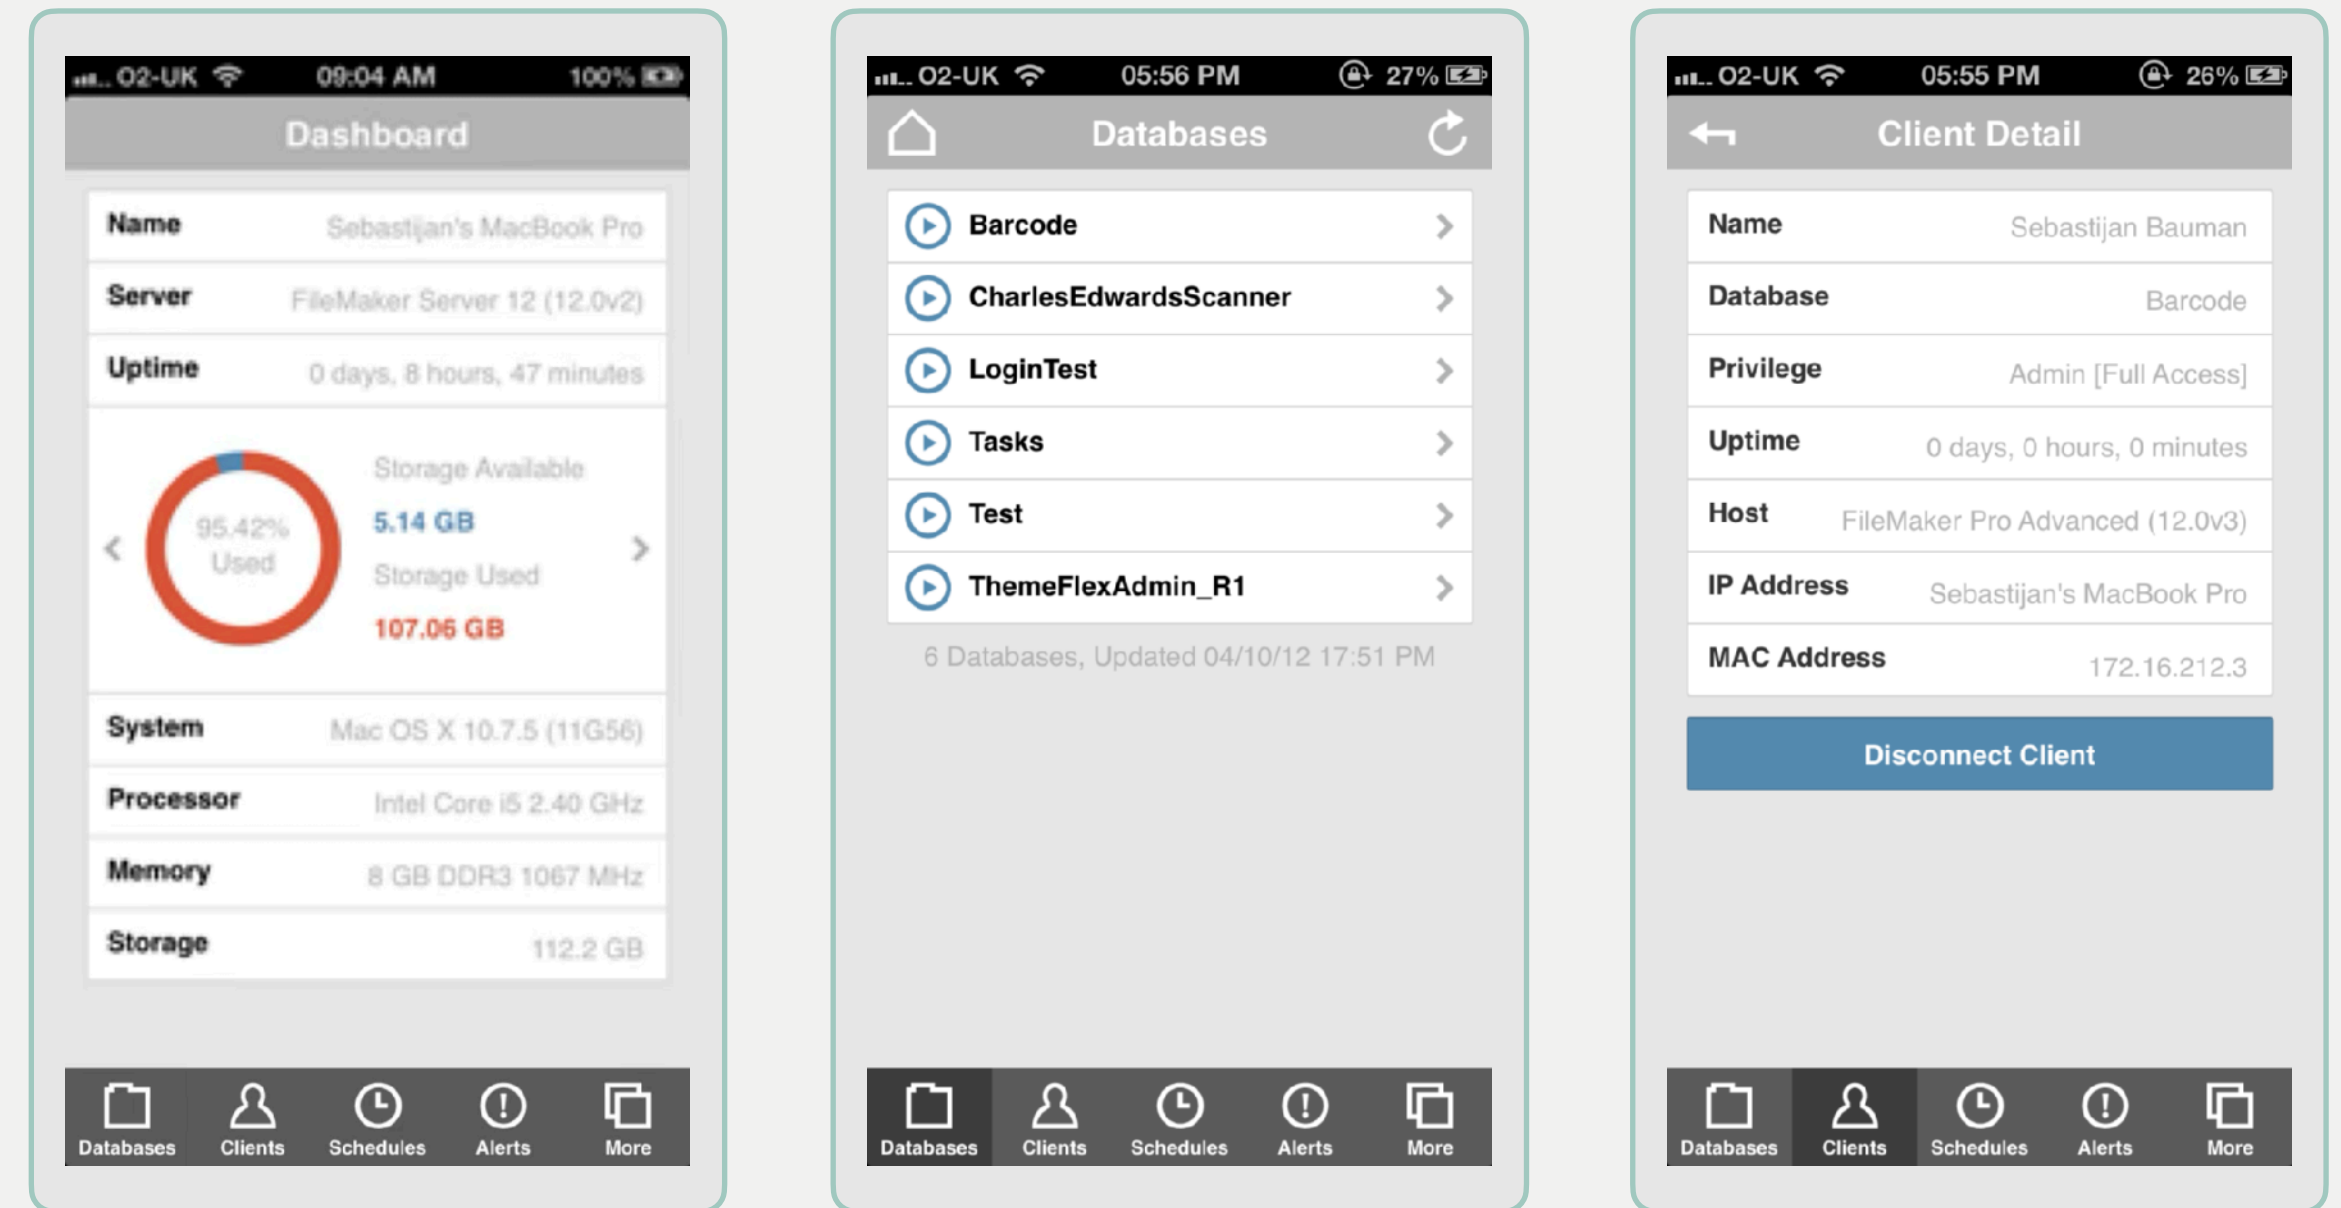 O2-UK 09:04 AM 100%
Dashboard
Name Sebastijan's MacBook Pro
Server FileMaker Server 12 (12.0v2)
Uptime 0 days, 8 hours, 47 minutes
95.42%
Used
Storage Available
5.14 GB
Storage Used
107.06 GB
System Mac OS X 10.7.5 (11G56)
Processor Intel Core i5 2.40 GHz
Memory 8 GB DDR3 1067 MHz
Storage 112.2 GB
Databases Clients Schedules Alerts More
O2-UK 05:56 PM 27%
Databases
Barcode
CharlesEdwardsScanner
LoginTest
Tasks
Test
ThemeFlexAdmin_R1
6 Databases, Updated 04/10/12 17:51 PM
Databases Clients Schedules Alerts More
O2-UK 05:55 PM 26%
Client Detail
Name Sebastijan Bauman
Database Barcode
Privilege Admin [Full Access]
Uptime 0 days, 0 hours, 0 minutes
Host FileMaker Pro Advanced (12.0v3)
IP Address Sebastijan's MacBook Pro
MAC Address 172.16.212.3
Disconnect Client
Databases Clients Schedules Alerts More